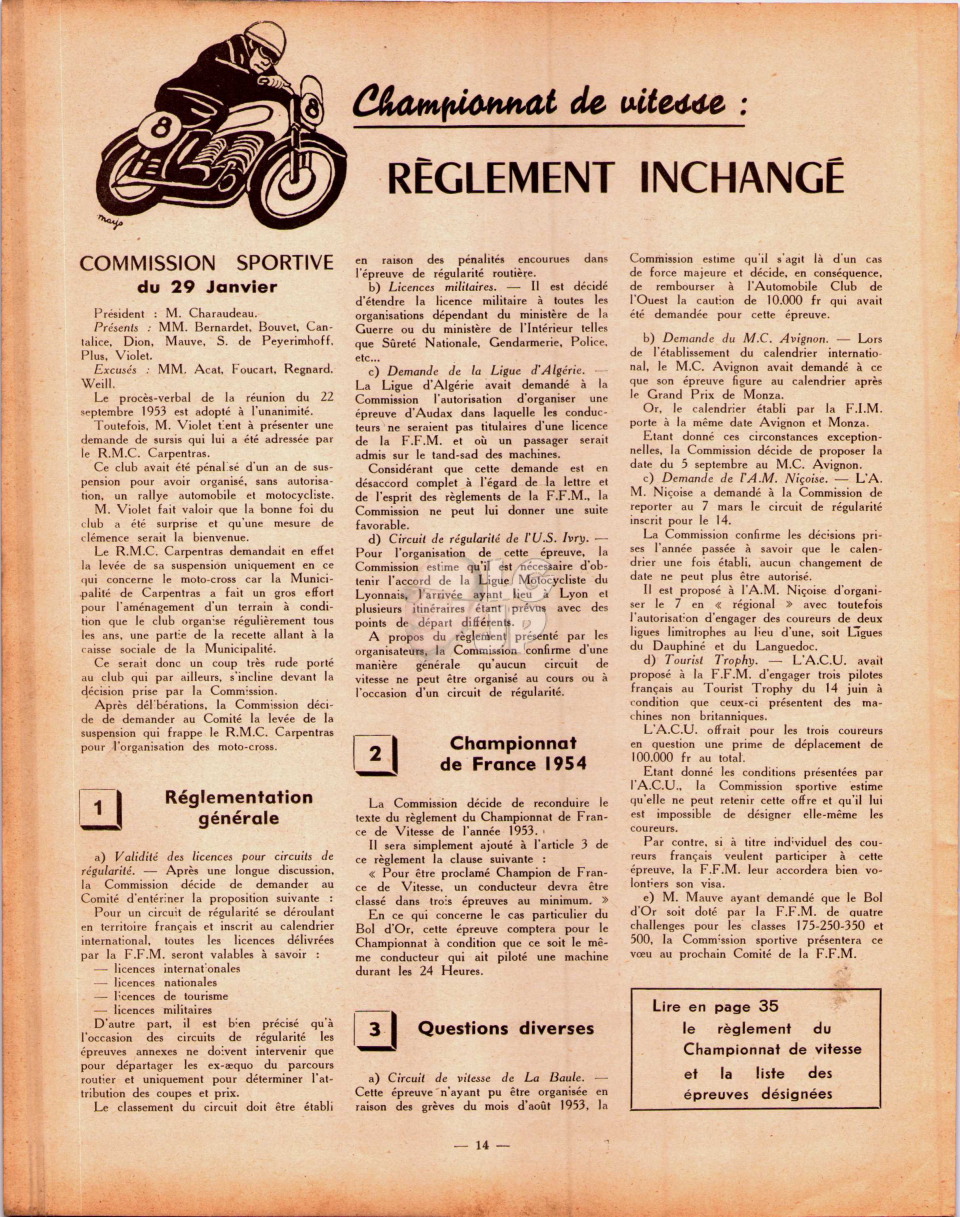 8
8
mayo
Championnat de vitesse :
RÈGLEMENT INCHANGÉ
COMMISSION SPORTIVE
du 29 Janvier
Président : M. Charaudeau.
Présents : MM. Bernardet, Bouvet, Can-
talice, Dion, Mauve, S. de Peyerimhoff,
Plus, Violet.
Excusés : MM. Acat, Foucart, Regnard,
Weill.
Le procès-verbal de la réunion du 22
septembre 1953 est adopté à l'unanimité.
Toutefois, M. Violet tient à présenter une
demande de sursis qui lui a été adressée par
le R.M.C. Carpentras.
Ce club avait été pénalisé d'un an de sus-
pension pour avoir organisé, sans autorisa-
tion, un rallye automobile et motocycliste.
M. Violet fait valoir que la bonne foi du
club a été surprise et qu'une mesure de
clémence serait la bienvenue.
Le R.M.C. Carpentras demandait en effet
la levée de sa suspension uniquement en ce
qui concerne le moto-cross car la Munici-
palité de Carpentras a fait un gros effort
pour l'aménagement d'un terrain à condi-
tion que le club organise régulièrement tous
les ans, une partie de la recette allant à la
caisse sociale de la Municipalité.
Ce serait donc un coup très rude porté
au club qui par ailleurs, s'incline devant la
décision prise par la Commission.
Après délibérations, la Commission déci-
de de demander au Comité la levée de la
suspension qui frappe le R.M.C. Carpentras
pour l'organisation des moto-cross.
1
Réglementation
générale
a) Validité des licences pour circuits de
régularité. — Après une longue discussion,
la Commission décide de demander au
Comité d'entériner la proposition suivante :
Pour un circuit de régularité se déroulant
en territoire français et inscrit au calendrier
international, toutes les licences délivrées
par la F.F.M. seront valables à savoir :
— licences internationales
— licences nationales
— licences de tourisme
— licences militaires
D'autre part, il est bien précisé qu'à
l'occasion des circuits de régularité les
épreuves annexes ne doivent intervenir que
pour départager les ex-æquo du parcours
routier et uniquement pour déterminer l'at-
tribution des coupes et prix.
Le classement du circuit doit être établi
en raison des pénalités encourues dans
l'épreuve de régularité routière.
b) Licences militaires. — Il est décidé
d'étendre la licence militaire à toutes les
organisations dépendant du ministère de la
Guerre ou du ministère de l'Intérieur telles
que Sûreté Nationale, Gendarmerie, Police,
etc...
c) Demande de la Ligue d'Algérie. —
La Ligue d'Algérie avait demandé à la
Commission l'autorisation d'organiser une
épreuve d'Audax dans laquelle les conduc-
teurs ne seraient pas titulaires d'une licence
de la F.F.M. et où un passager serait
admis sur le tand-sad des machines.
Considérant que cette demande est en
désaccord complet à l'égard de la lettre et
de l'esprit des règlements de la F.F.M., la
Commission ne peut lui donner une suite
favorable.
d) Circuit de régularité de l'U.S. Ivry. —
Pour l'organisation de cette épreuve, la
Commission estime qu'il est nécessaire d'ob-
tenir l'accord de la Ligue Motocycliste du
Lyonnais, l'arrivée ayant lieu à Lyon et
plusieurs itinéraires étant prévus avec des
points de départ différents.
A propos du règlement présenté par les
organisateurs, la Commission confirme d'une
manière générale qu'aucun circuit de
vitesse ne peut être organisé au cours ou à
l'occasion d'un circuit de régularité.
2
Championnat
de France 1954
La Commission décide de reconduire le
texte du règlement du Championnat de Fran-
ce de Vitesse de l'année 1953.
Il sera simplement ajouté à l'article 3 de
ce règlement la clause suivante :
« Pour être proclamé Champion de Fran-
ce de Vitesse, un conducteur devra être
classé dans trois épreuves au minimum. »
En ce qui concerne le cas particulier du
Bol d'Or, cette épreuve comptera pour le
Championnat à condition que ce soit le mê-
me conducteur qui ait piloté une machine
durant les 24 Heures.
3
Questions diverses
a) Circuit de vitesse de La Baule. —
Cette épreuve n'ayant pu être organisée en
raison des grèves du mois d'août 1953, la
Commission estime qu'il s'agit là d'un cas
de force majeure et décide, en conséquence,
de rembourser à l'Automobile Club de
l'Ouest la caution de 10.000 fr qui avait
été demandée pour cette épreuve.
b) Demande du M.C. Avignon. — Lors
de l'établissement du calendrier internatio-
nal, le M.C. Avignon avait demandé à ce
que son épreuve figure au calendrier après
le Grand Prix de Monza.
Or, le calendrier établi par la F.I.M.
porte à la même date Avignon et Monza.
Etant donné ces circonstances exception-
nelles, la Commission décide de proposer la
date du 5 septembre au M.C. Avignon.
c) Demande de l'A.M. Niçoise. — L'A.
M. Niçoise a demandé à la Commission de
reporter au 7 mars le circuit de régularité
inscrit pour le 14.
La Commission confirme les décisions pri-
ses l'année passée à savoir que le calen-
drier une fois établi, aucun changement de
date ne peut plus être autorisé.
Il est proposé à l'A.M. Niçoise d'organi-
ser le 7 en « régional » avec toutefois
l'autorisation d'engager des coureurs de deux
ligues limitrophes au lieu d'une, soit Ligues
du Dauphiné et du Languedoc.
d) Tourist Trophy. — L'A.C.U. avait
proposé à la F.F.M. d'engager trois pilotes
français au Tourist Trophy du 14 juin à
condition que ceux-ci présentent des ma-
chines non britanniques.
L'A.C.U. offrait pour les trois coureurs
en question une prime de déplacement de
100.000 fr au total.
Etant donné les conditions présentées par
l'A.C.U., la Commission sportive estime
qu'elle ne peut retenir cette offre et qu'il lui
est impossible de désigner elle-même les
coureurs.
Par contre, si à titre individuel des cou-
reurs français veulent participer à cette
épreuve, la F.F.M. leur accordera bien vo-
lontiers son visa.
e) M. Mauve ayant demandé que le Bol
d'Or soit doté par la F.F.M. de quatre
challenges pour les classes 175-250-350 et
500, la Commission sportive présentera ce
vœu au prochain Comité de la F.F.M.
Lire en page 35
le règlement du
Championnat de vitesse
et la liste des
épreuves désignées
— 14 —